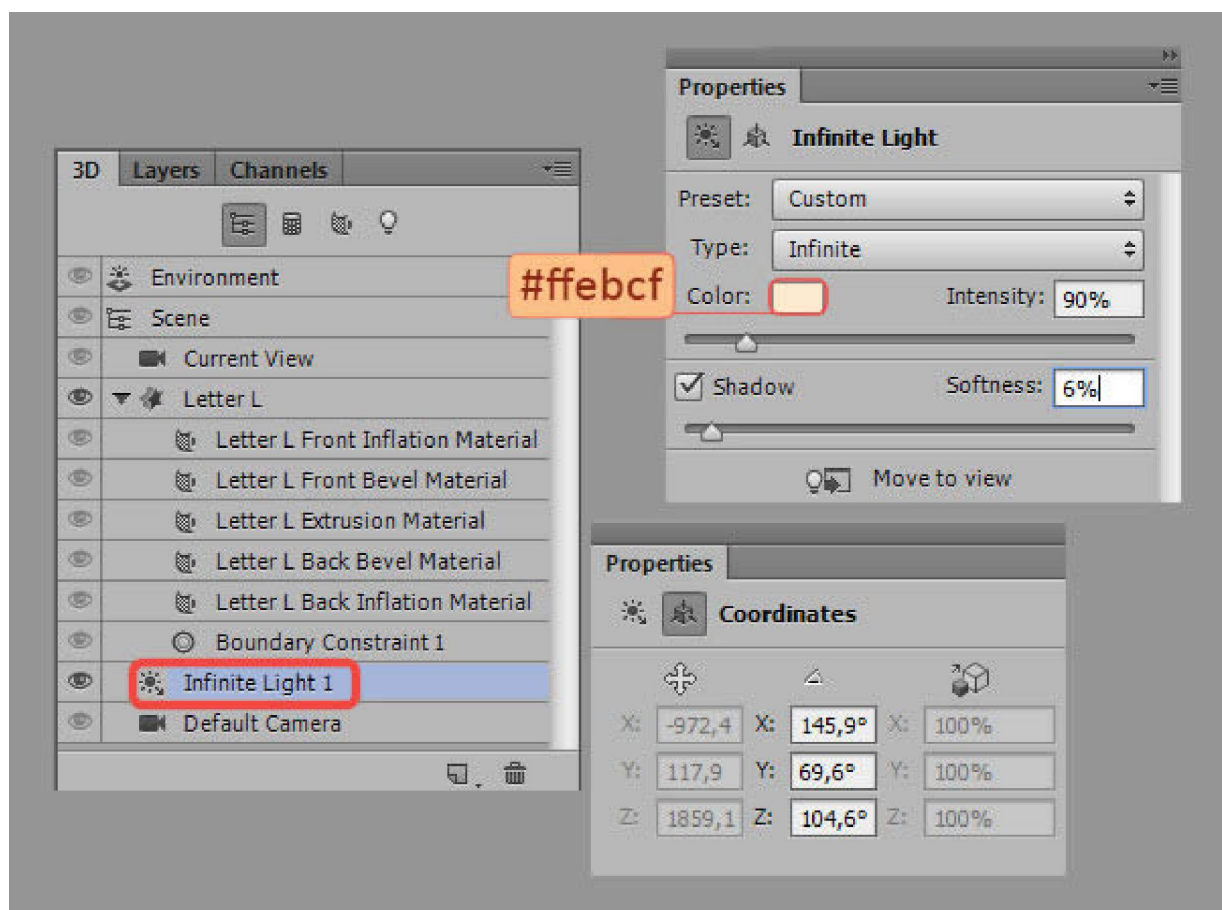 3D Layers Channels
Environment
Scene
Current View
Letter L
Letter L Front Inflation Material
Letter L Front Bevel Material
Letter L Extrusion Material
Letter L Back Bevel Material
Letter L Back Inflation Material
Boundary Constraint 1
Infinite Light 1
Default Camera
#ffebcf
Properties
Infinite Light
Preset: Custom
Type: Infinite
Color: Intensity: 90%
Shadow Softness: 6%
Move to view
Properties
Coordinates
X: -972,4 X: 145,9° X: 100%
Y: 117,9 Y: 69,6° Y: 100%
Z: 1859,1 Z: 104,6° Z: 100%